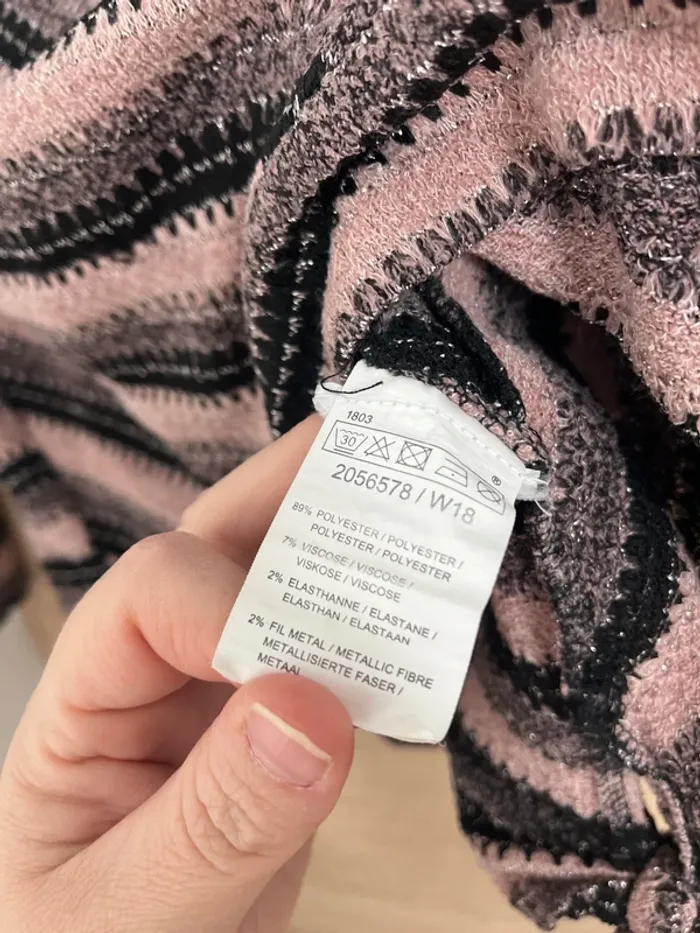 1803
30
®
2056578 / W18
89% POLYESTER / POLYESTER /
POLYESTER / POLYESTER
7% VISCOSE / VISCOSE /
VISKOSE / VISCOSE
2% ELASTHANNE / ELASTANE /
ELASTHAN / ELASTAAN
2% FIL METAL / METALLIC FIBRE
METALLISIERTE FASER /
METAAL